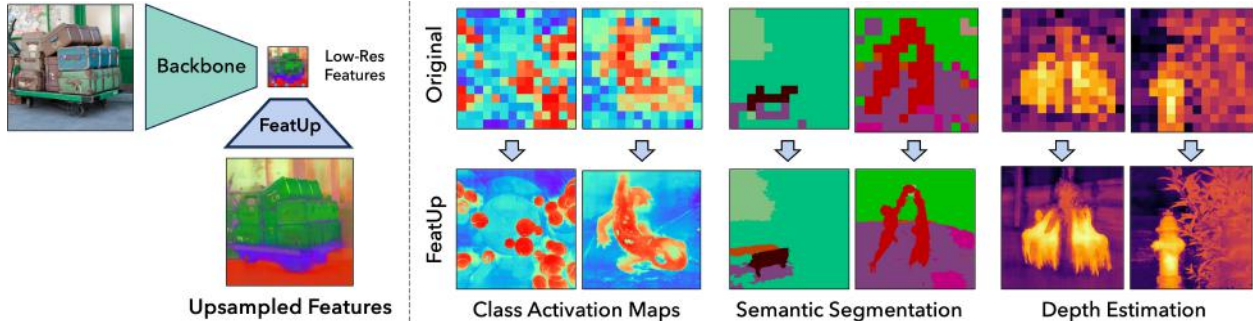 Backbone
Low-Res
Features
FeatUp
Upsampled Features
Original
FeatUp
Class Activation Maps
Semantic Segmentation
Depth Estimation